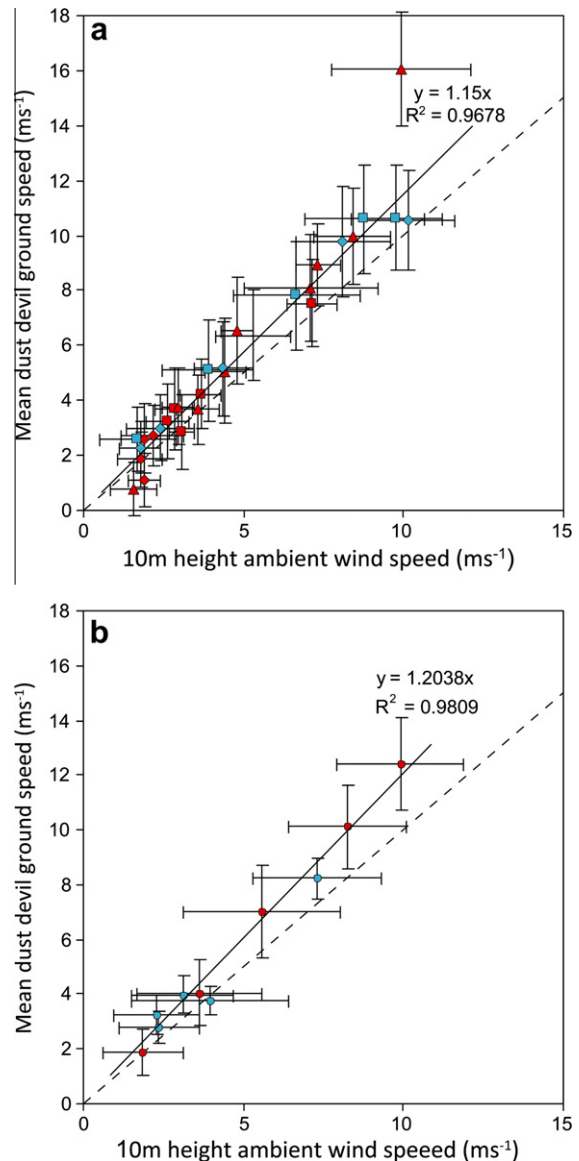 a
18
16
14
12
10
8
6
4
2
0
Mean dust devil ground speed (ms⁻¹)
y = 1.15x
R² = 0.9678
0
5
10
15
10m height ambient wind speed (ms⁻¹)
b
18
16
14
12
10
8
6
4
2
0
Mean dust devil ground speed (ms⁻¹)
y = 1.2038x
R² = 0.9809
0
5
10
15
10m height ambient wind speeed (ms⁻¹)